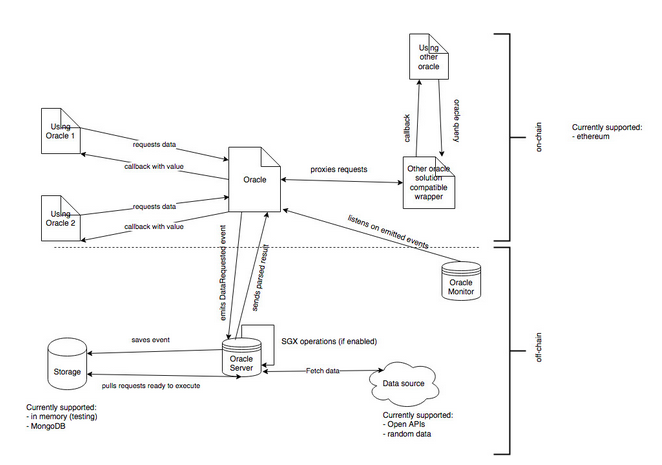 Using
other
oracle
callback
oracle query
on-chain
Currently supported:
- ethereum
Using
Oracle 1
requests data
callback with value
Oracle
proxies requests
Other oracle
solution
compatible
wrapper
Using
Oracle 2
requests data
callback with value
listens on emitted events
emits DataRequested event
sends parsed result
Oracle
Monitor
off-chain
saves event
Oracle
Server
SGX operations (if enabled)
Storage
pulls requests ready to execute
Fetch data
Data source
Currently supported:
- in memory (testing)
- MongoDB
Currently supported:
- Open APIs
- random data